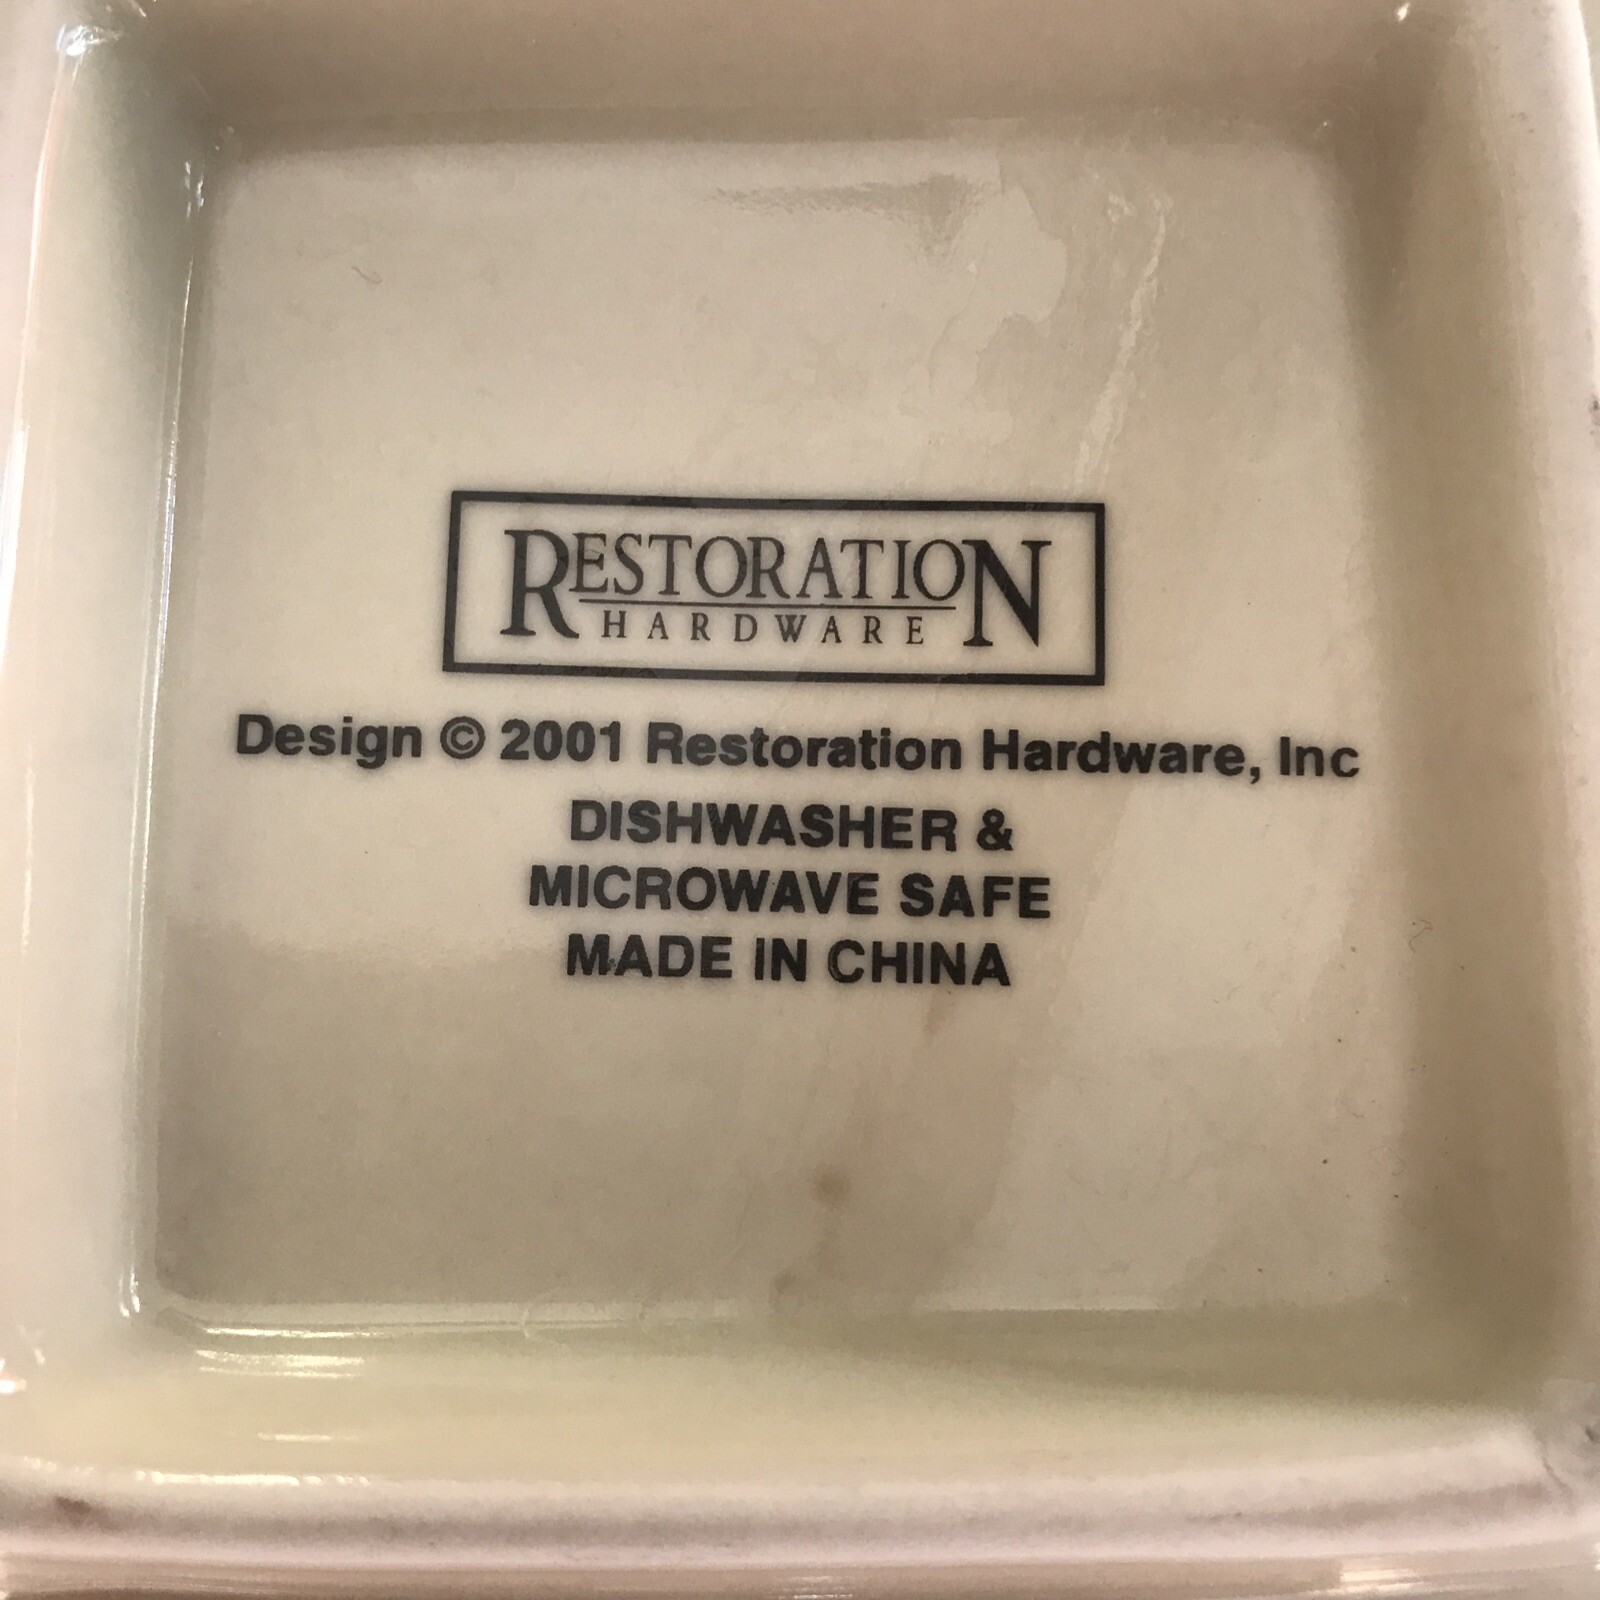 RESTORATION
HARDWARE
Design © 2001 Restoration Hardware, Inc
DISHWASHER &
MICROWAVE SAFE
MADE IN CHINA